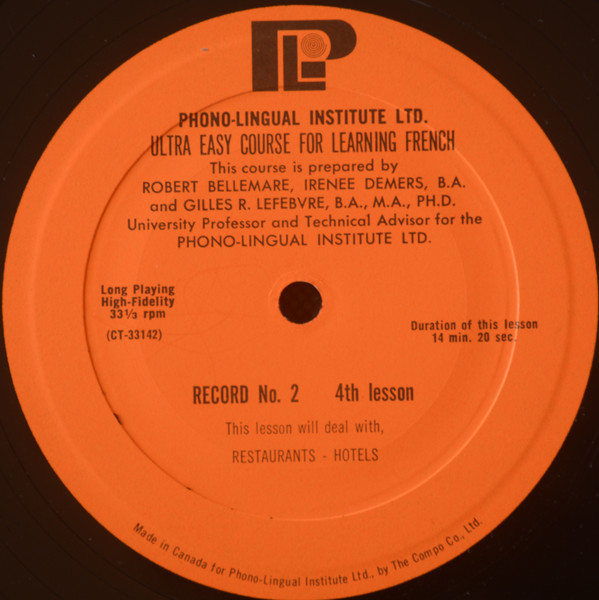 PL
PHONO-LINGUAL INSTITUTE LTD.
ULTRA EASY COURSE FOR LEARNING FRENCH
This course is prepared by
ROBERT BELLEMARE, IRENEE DEMERS, B.A.
and GILLES R. LEFEBVRE, B.A., M.A., PH.D.
University Professor and Technical Advisor for the
PHONO-LINGUAL INSTITUTE LTD.
Long Playing
High-Fidelity
33⅓ rpm
(CT-33142)
Duration of this lesson
14 min. 20 sec.
RECORD No. 2 4th lesson
This lesson will deal with,
RESTAURANTS - HOTELS
Made in Canada for Phono-Lingual Institute Ltd., by The Compo Co., Ltd.